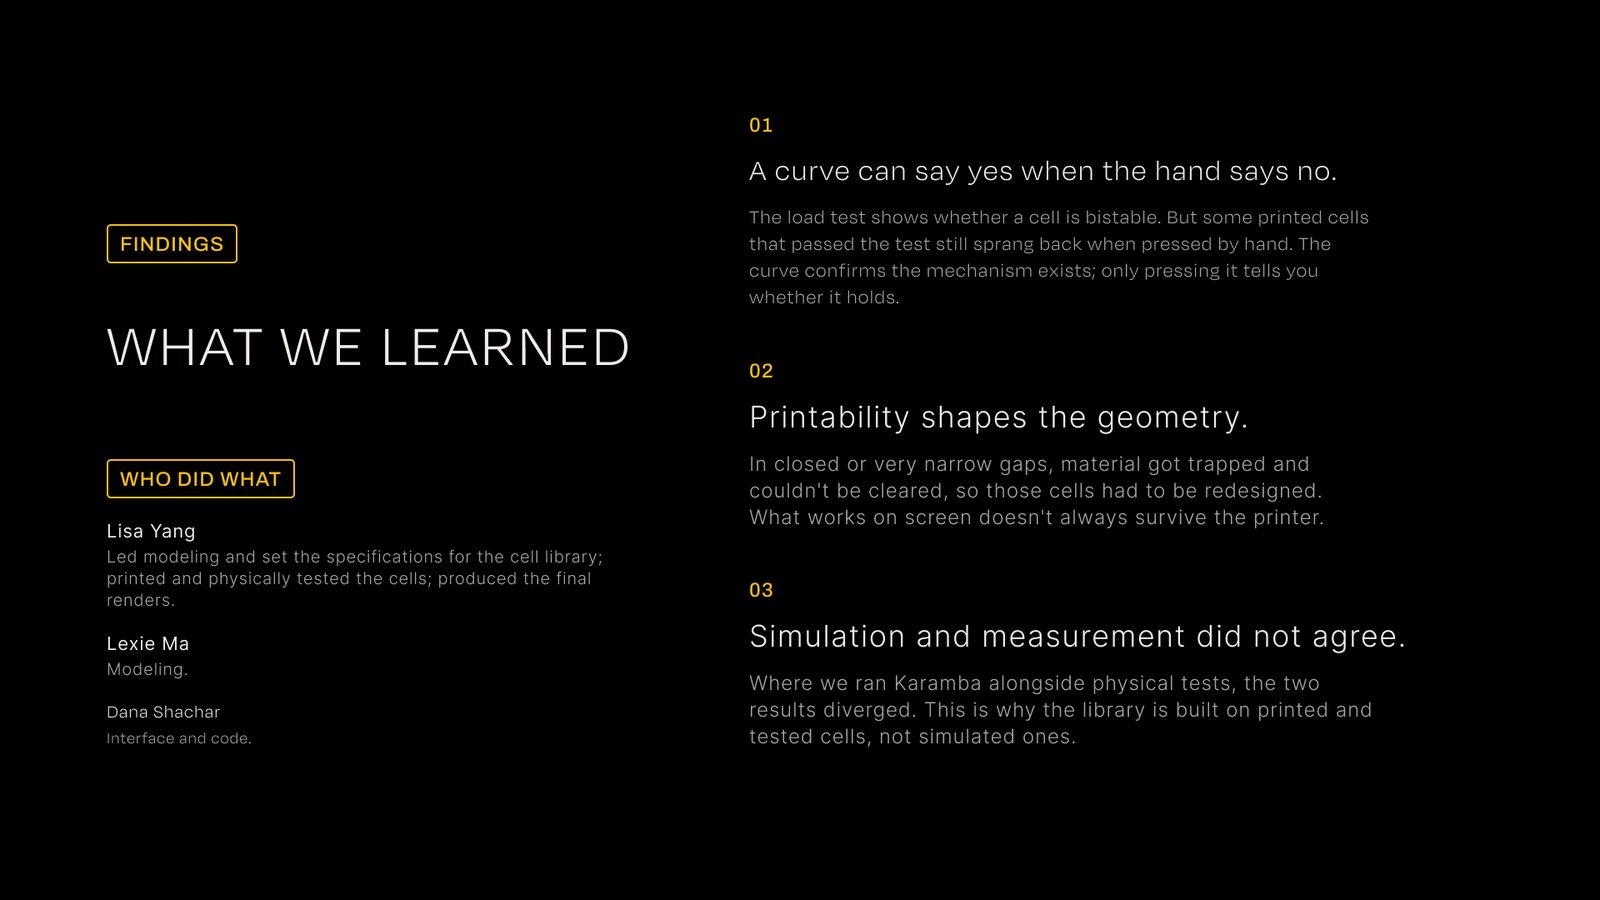 FINDINGS
WHAT WE LEARNED
WHO DID WHAT
Lisa Yang
Led modeling and set the specifications for the cell library;
printed and physically tested the cells; produced the final
renders.
Lexie Ma
Modeling.
Dana Shachar
Interface and code.
01
A curve can say yes when the hand says no.
The load test shows whether a cell is bistable. But some printed cells
that passed the test still sprang back when pressed by hand. The
curve confirms the mechanism exists; only pressing it tells you
whether it holds.
02
Printability shapes the geometry.
In closed or very narrow gaps, material got trapped and
couldn't be cleared, so those cells had to be redesigned.
What works on screen doesn't always survive the printer.
03
Simulation and measurement did not agree.
Where we ran Karamba alongside physical tests, the two
results diverged. This is why the library is built on printed and
tested cells, not simulated ones.